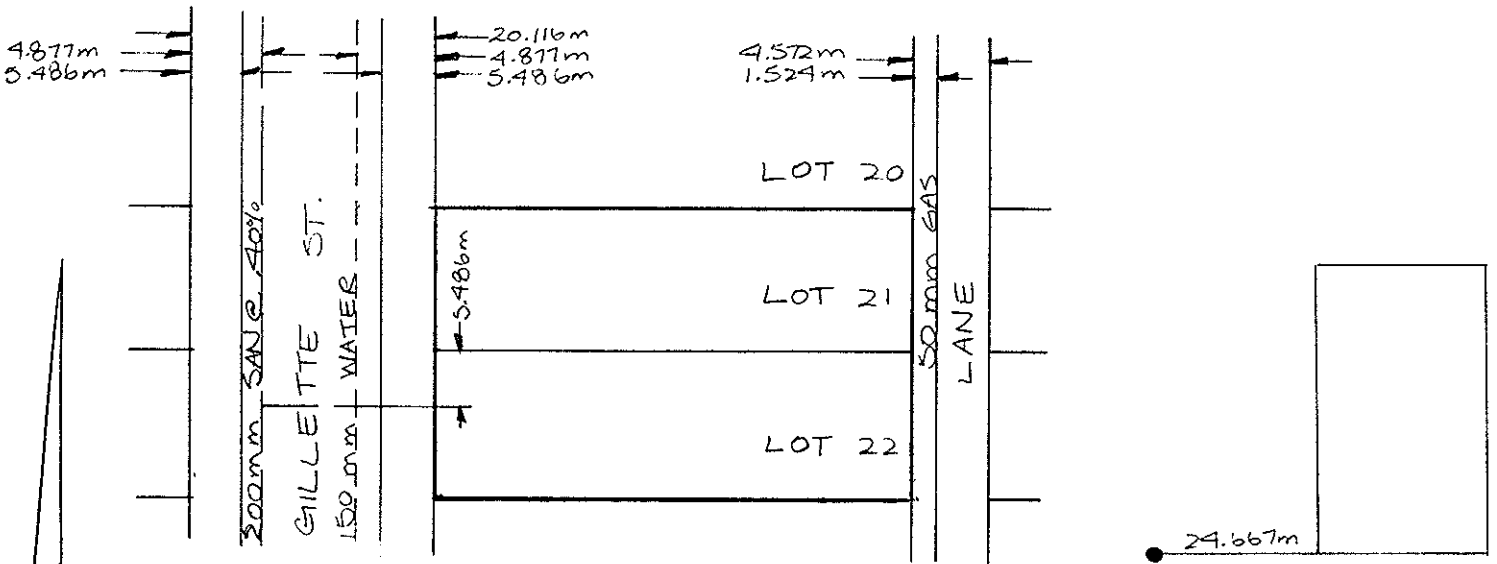 4.877m
5.486m
20.116m
4.877m
5.486m
4.572m
1.524m
LOT 20
200mm SAN @ .40%
GILLETTE ST.
150mm WATER
5.486m
LOT 21
50mm GAS
LANE
LOT 22
24.667m